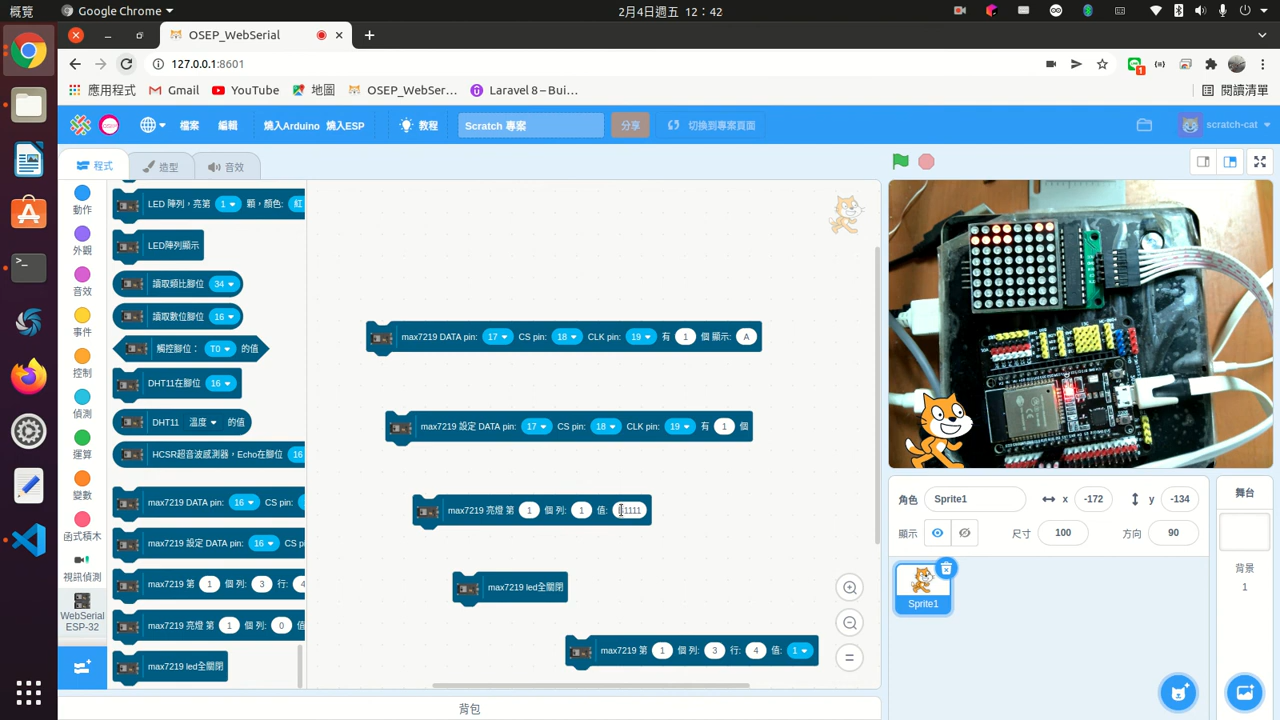 概覽
Google Chrome
2月4日週五 12：42
OSEP_WebSerial
127.0.0.1:8601
1
應用程式
Gmail
YouTube
地圖
OSEP_WebSer…
Laravel 8 – Bui…
閱讀清單
檔案
編輯
燒入Arduino
燒入ESP
教程
Scratch 專案
分享
切換到專案頁面
scratch-cat
程式
造型
音效
動作
外觀
音效
事件
控制
偵測
運算
變數
函式積木
視訊偵測
WebSerial
ESP-32
LED 陣列，亮第 1 顆，顏色: 紅
LED陣列顯示
讀取類比腳位 34
讀取數位腳位 16
觸控腳位： T0 的值
DHT11在腳位 16
DHT11 溫度 的值
HCSR超音波感測器，Echo在腳位 16
max7219 DATA pin: 16 CS pin:
max7219 設定 DATA pin: 16 CS p
max7219 第 1 個 列: 3 行: 4
max7219 亮燈 第 1 個 列: 0 值
max7219 led全關閉
max7219 DATA pin: 17 CS pin: 18 CLK pin: 19 有 1 個 顯示: A
max7219 設定 DATA pin: 17 CS pin: 18 CLK pin: 19 有 1 個
max7219 亮燈 第 1 個 列: 1 值:
max7219 led全關閉
max7219 第 1 個 列: 3 行: 4 值: 1
背包
角色
Sprite1
x
-172
y
-134
顯示
尺寸
100
方向
90
Sprite1
舞台
背景
1